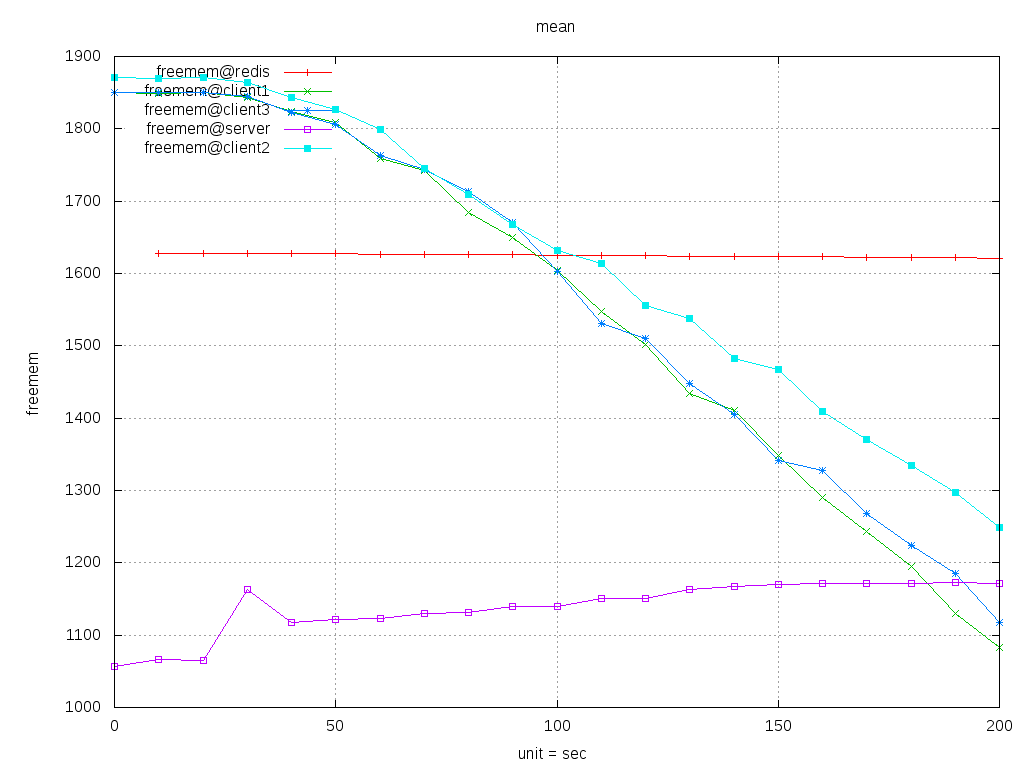 mean
1900
1800
1700
1600
1500
1400
1300
1200
1100
1000
freemem
freemem@redis
freemem@client1
freemem@client3
freemem@server
freemem@client2
0 50 100 150 200
unit = sec